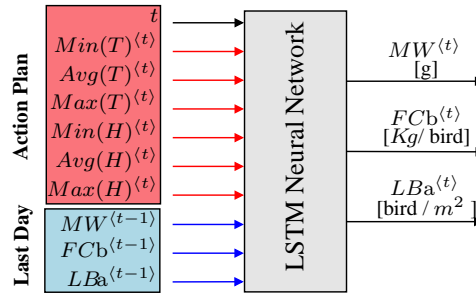 Action Plan
t
Min(T)⟨t⟩
Avg(T)⟨t⟩
Max(T)⟨t⟩
Min(H)⟨t⟩
Avg(H)⟨t⟩
Max(H)⟨t⟩
Last Day
MW⟨t−1⟩
FCb⟨t−1⟩
LBa⟨t−1⟩
LSTM Neural Network
MW⟨t⟩
[g]
FCb⟨t⟩
[Kg/ bird]
LBa⟨t⟩
[bird / m²]